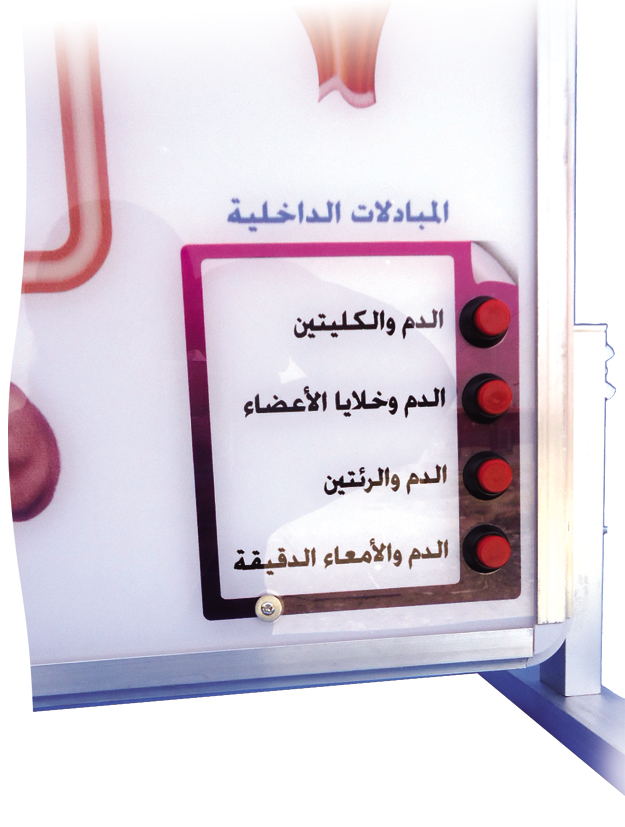 المبادلات الداخلية
الدم والكليتين
الدم وخلايا الأعضاء
الدم والرئتين
الدم والأمعاء الدقيقة